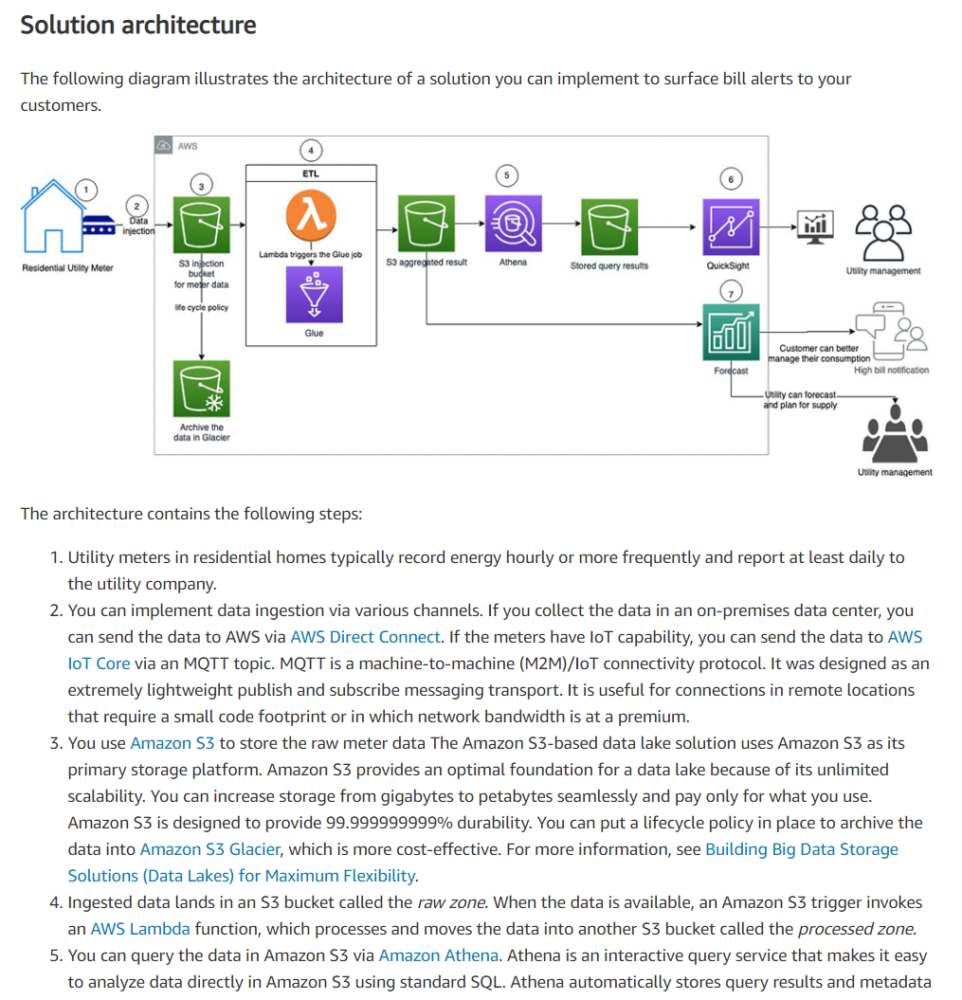 Solution architecture
The following diagram illustrates the architecture of a solution you can implement to surface bill alerts to your
customers.
AWS
1
2
3
4
5
6
7
Residential Utility Meter
Data
injection
S3 injection
bucket
for meter data
life cycle policy
Archive the
data in Glacier
ETL
Lambda triggers the Glue job
Glue
S3 aggregated result
Athena
Stored query results
QuickSight
Utility management
Forecast
Customer can better
manage their consumption
High bill notification
Utility can forecast
and plan for supply
Utility management
The architecture contains the following steps:
1. Utility meters in residential homes typically record energy hourly or more frequently and report at least daily to
the utility company.
2. You can implement data ingestion via various channels. If you collect the data in an on-premises data center, you
can send the data to AWS via AWS Direct Connect. If the meters have IoT capability, you can send the data to AWS
IoT Core via an MQTT topic. MQTT is a machine-to-machine (M2M)/IoT connectivity protocol. It was designed as an
extremely lightweight publish and subscribe messaging transport. It is useful for connections in remote locations
that require a small code footprint or in which network bandwidth is at a premium.
3. You use Amazon S3 to store the raw meter data The Amazon S3-based data lake solution uses Amazon S3 as its
primary storage platform. Amazon S3 provides an optimal foundation for a data lake because of its unlimited
scalability. You can increase storage from gigabytes to petabytes seamlessly and pay only for what you use.
Amazon S3 is designed to provide 99.999999999% durability. You can put a lifecycle policy in place to archive the
data into Amazon S3 Glacier, which is more cost-effective. For more information, see Building Big Data Storage
Solutions (Data Lakes) for Maximum Flexibility.
4. Ingested data lands in an S3 bucket called the raw zone. When the data is available, an Amazon S3 trigger invokes
an AWS Lambda function, which processes and moves the data into another S3 bucket called the processed zone.
5. You can query the data in Amazon S3 via Amazon Athena. Athena is an interactive query service that makes it easy
to analyze data directly in Amazon S3 using standard SQL. Athena automatically stores query results and metadata